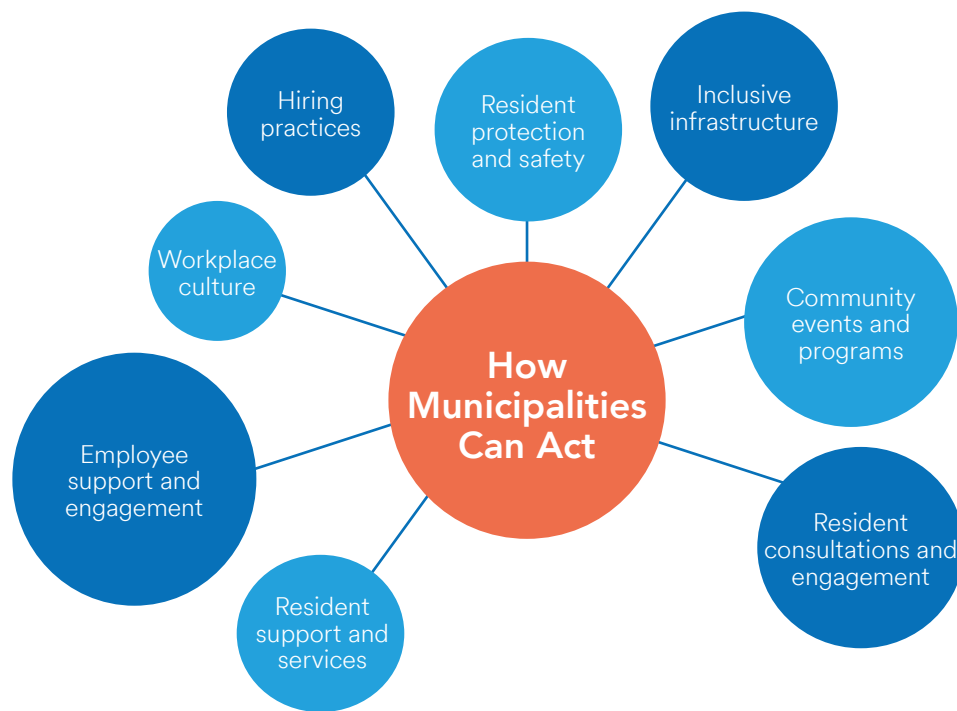 Hiring
practices
Resident
protection
and safety
Inclusive
infrastructure
Workplace
culture
Community
events and
programs
How
Municipalities
Can Act
Employee
support and
engagement
Resident
consultations and
engagement
Resident
support and
services